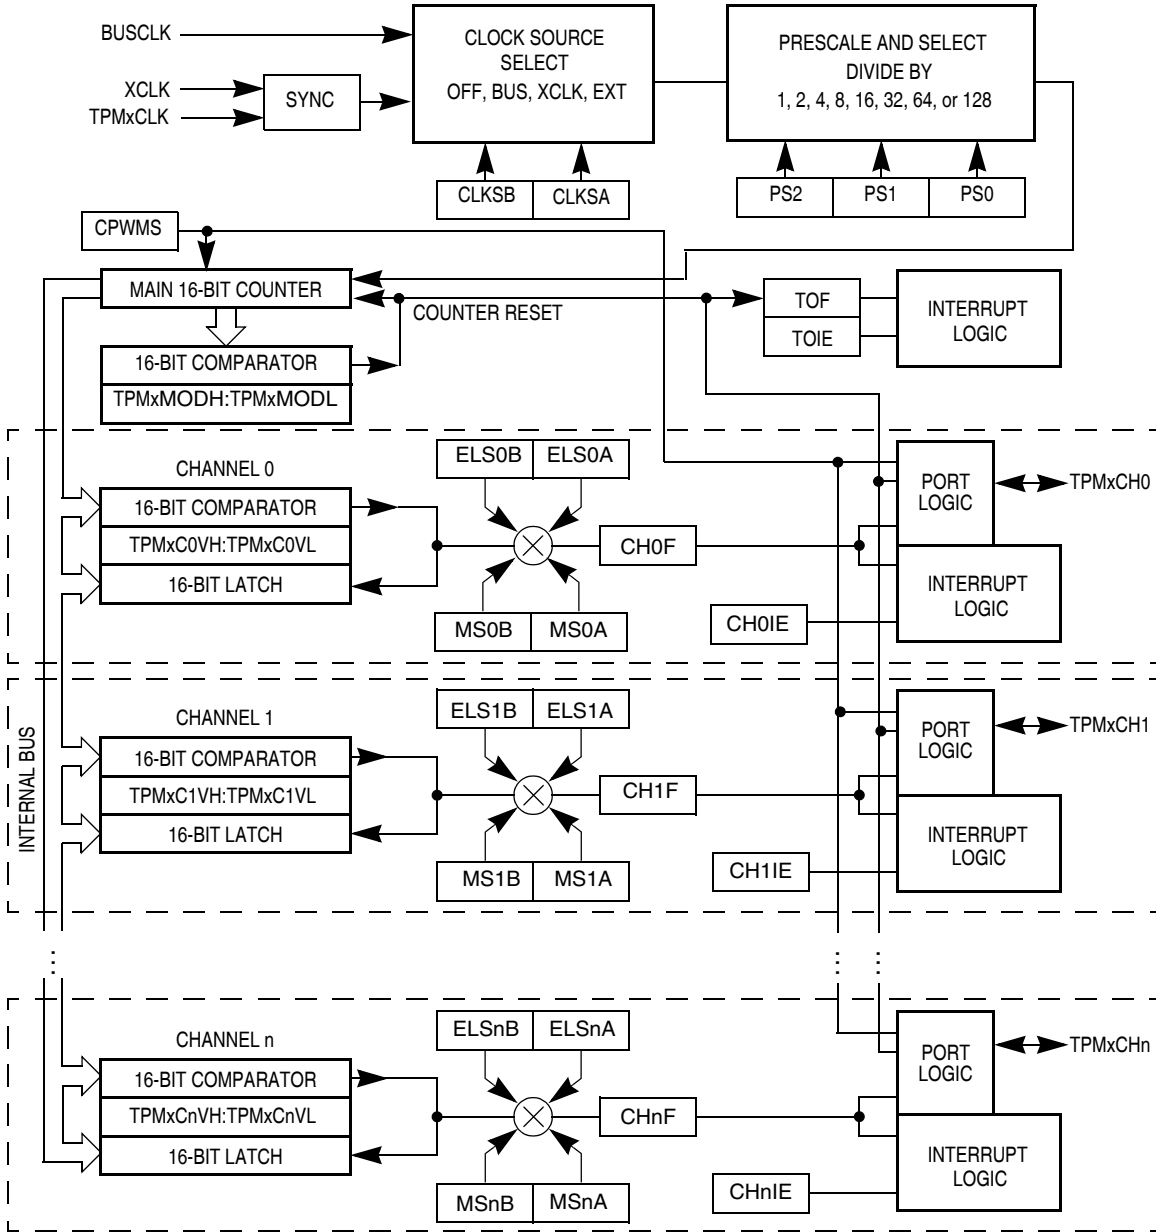 BUSCLK
XCLK
TPMxCLK
SYNC
CLOCK SOURCE
SELECT
OFF, BUS, XCLK, EXT
PRESCALE AND SELECT
DIVIDE BY
1, 2, 4, 8, 16, 32, 64, or 128
CLKSB
CLKSA
PS2
PS1
PS0
CPWMS
MAIN 16-BIT COUNTER
COUNTER RESET
TOF
TOIE
INTERRUPT
LOGIC
16-BIT COMPARATOR
TPMxMODH:TPMxMODL
INTERNAL BUS
CHANNEL 0
16-BIT COMPARATOR
TPMxC0VH:TPMxC0VL
16-BIT LATCH
ELS0B
ELS0A
MS0B
MS0A
CH0F
CH0IE
PORT
LOGIC
INTERRUPT
LOGIC
TPMxCH0
CHANNEL 1
16-BIT COMPARATOR
TPMxC1VH:TPMxC1VL
16-BIT LATCH
ELS1B
ELS1A
MS1B
MS1A
CH1F
CH1IE
PORT
LOGIC
INTERRUPT
LOGIC
TPMxCH1
...
...
...
CHANNEL n
16-BIT COMPARATOR
TPMxCnVH:TPMxCnVL
16-BIT LATCH
ELSnB
ELSnA
MSnB
MSnA
CHnF
CHnIE
PORT
LOGIC
INTERRUPT
LOGIC
TPMxCHn